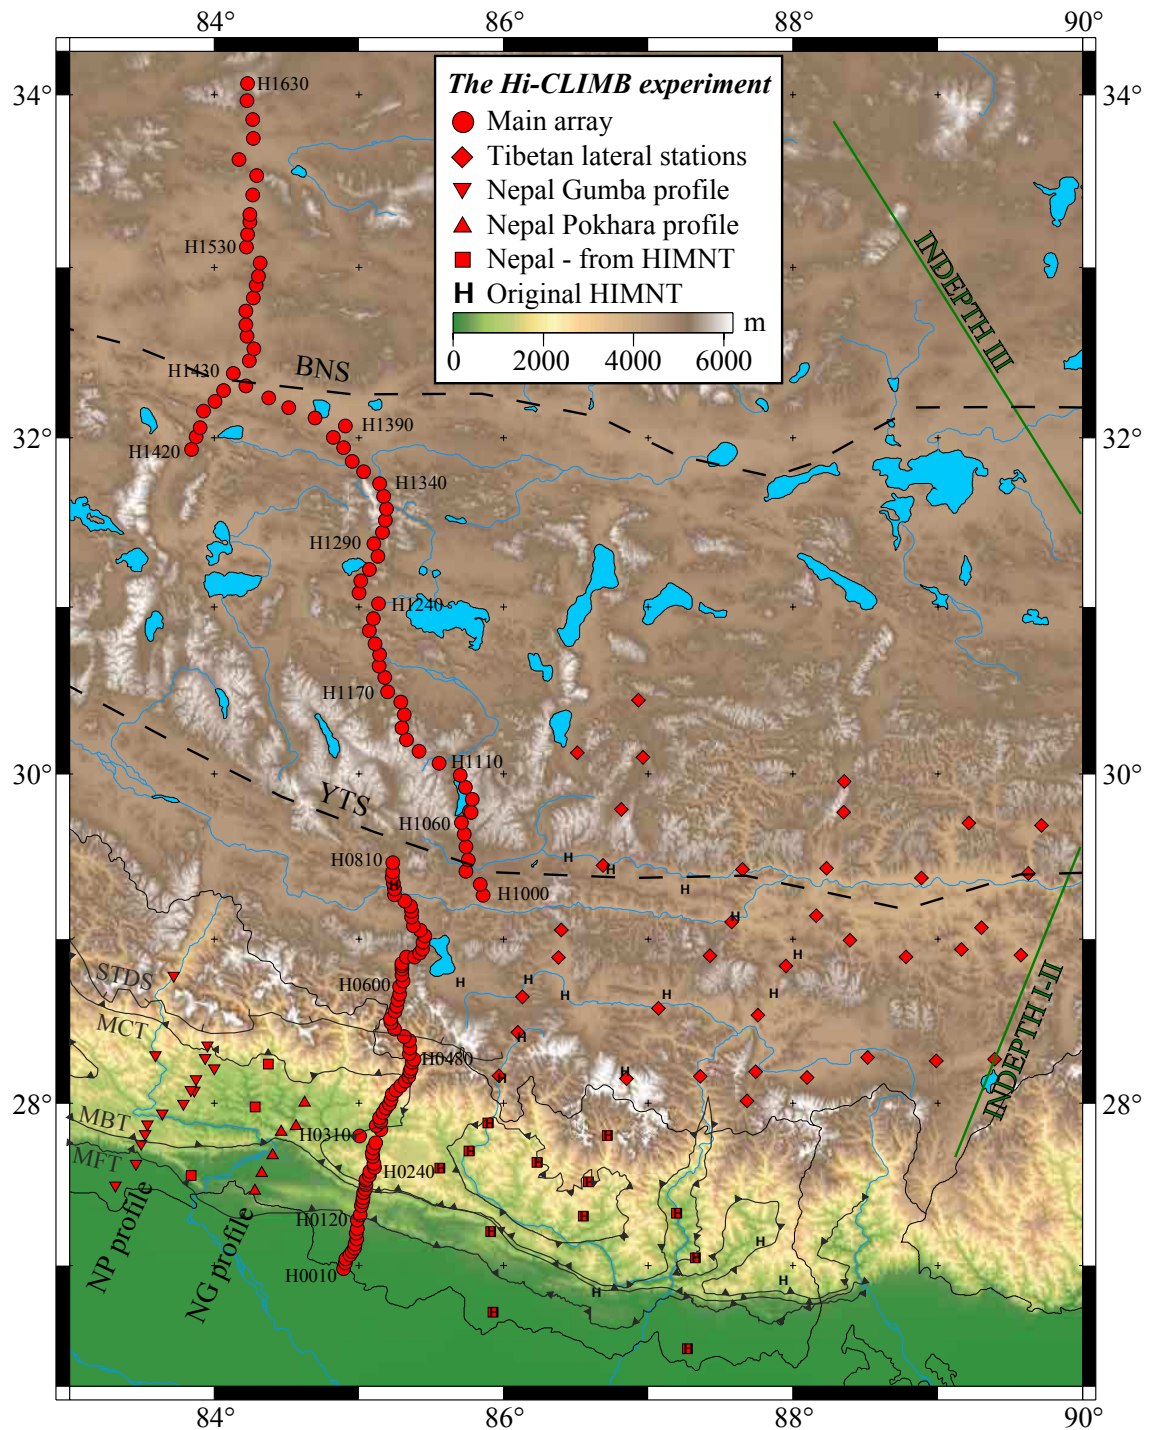 84°
86°
88°
90°
34°
34°
The Hi-CLIMB experiment
Main array
Tibetan lateral stations
Nepal Gumba profile
Nepal Pokhara profile
Nepal - from HIMNT
H Original HIMNT
m
0 2000 4000 6000
H1630
H1530
INDEPTH III
BNS
H1430
H1390
32°
32°
H1420
H1340
H1290
H1240
H1170
30°
30°
H1110
YTS
H1060
H0810
H1000
H
H
H
H
H
H
STDS
H0600
H
H
H
H
H
MCT
H
H0480
H
H
INDEPTH I-II
28°
28°
MBT
H0310
H
H
MFT
H
H
H0240
H
H
NP profile
H0120
H
H
NG profile
H
H
H
H0010
H
H
H
H
H
84°
86°
88°
90°